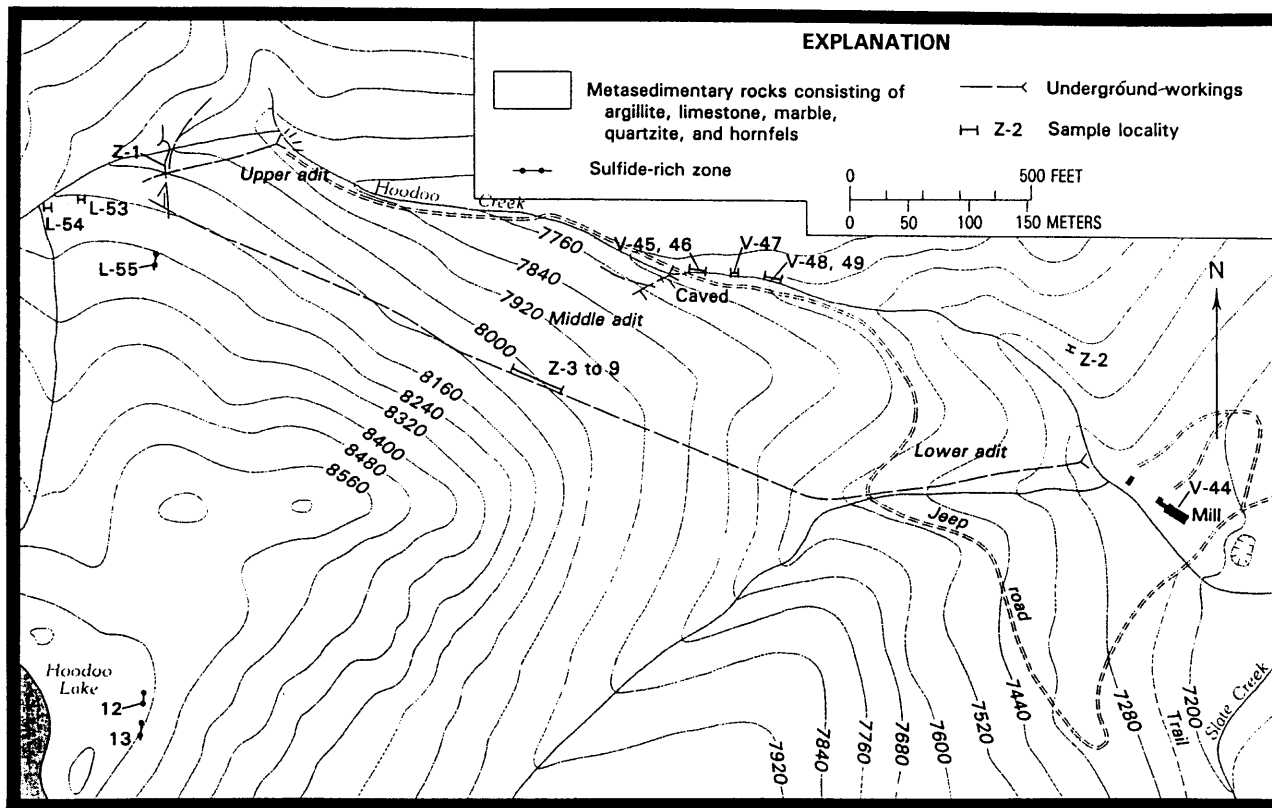 EXPLANATION
Metasedimentary rocks consisting of
argillite, limestone, marble,
quartzite, and hornfels
Sulfide-rich zone
Underground workings
Z-2 Sample locality
0 500 FEET
0 50 100 150 METERS
Z-1
Upper adit
Hoodoo Creek
L-53
L-54
L-55
7760
7840
7920
8000
V-45, 46
V-47
V-48, 49
Caved
Middle adit
N
Z-2
Z-3 to 9
8160
8240
8320
8400
8480
8560
Lower adit
V-44
Mill
Jeep
road
Hoodoo
Lake
12
13
7920
7840
7760
7680
7600
7520
7440
7280
Trail
7200
Slate Creek